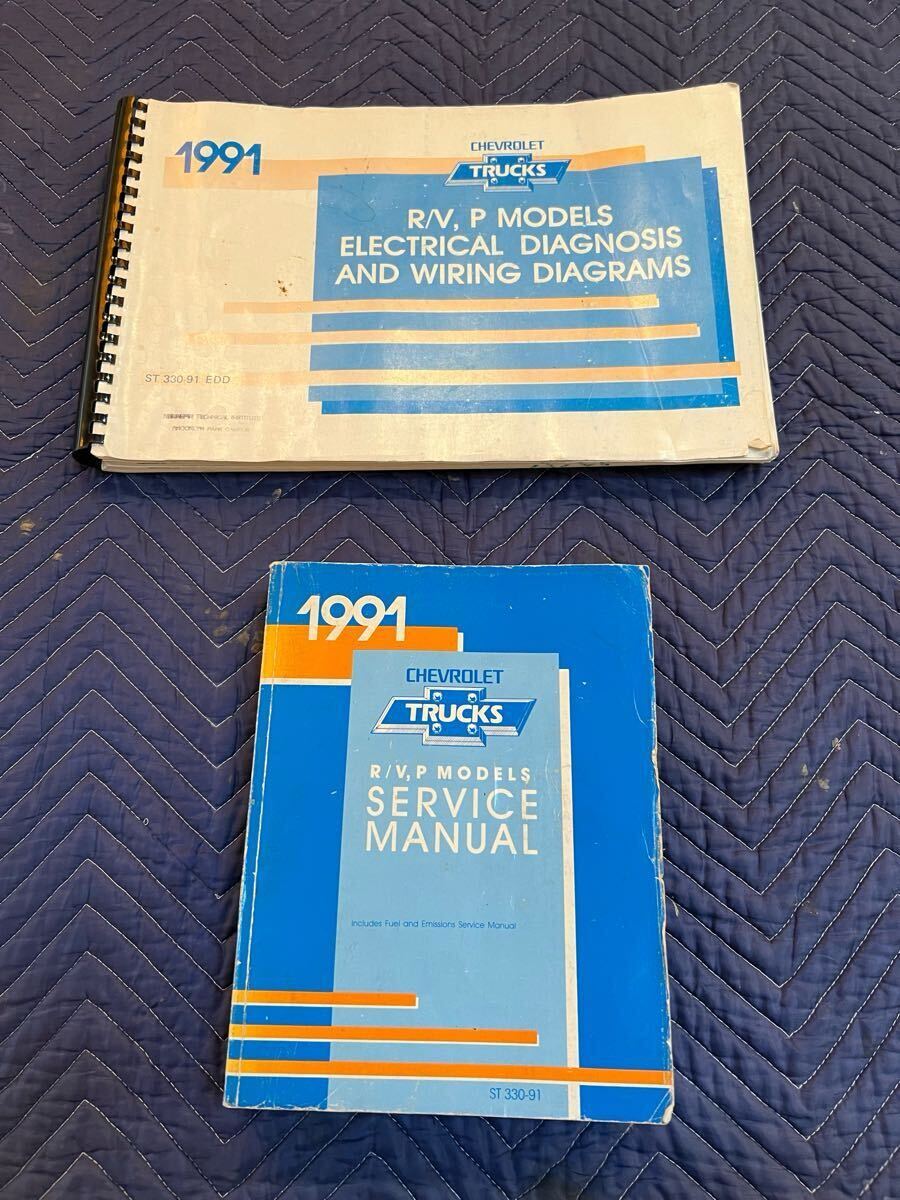 1991
CHEVROLET
TRUCKS
R/V, P MODELS
ELECTRICAL DIAGNOSIS
AND WIRING DIAGRAMS
ST 330-91 EDD
TECHNICAL INSTITUTE
1991
CHEVROLET
TRUCKS
R/V, P MODELS
SERVICE
MANUAL
Includes Fuel and Emissions Service Manual
ST 330-91